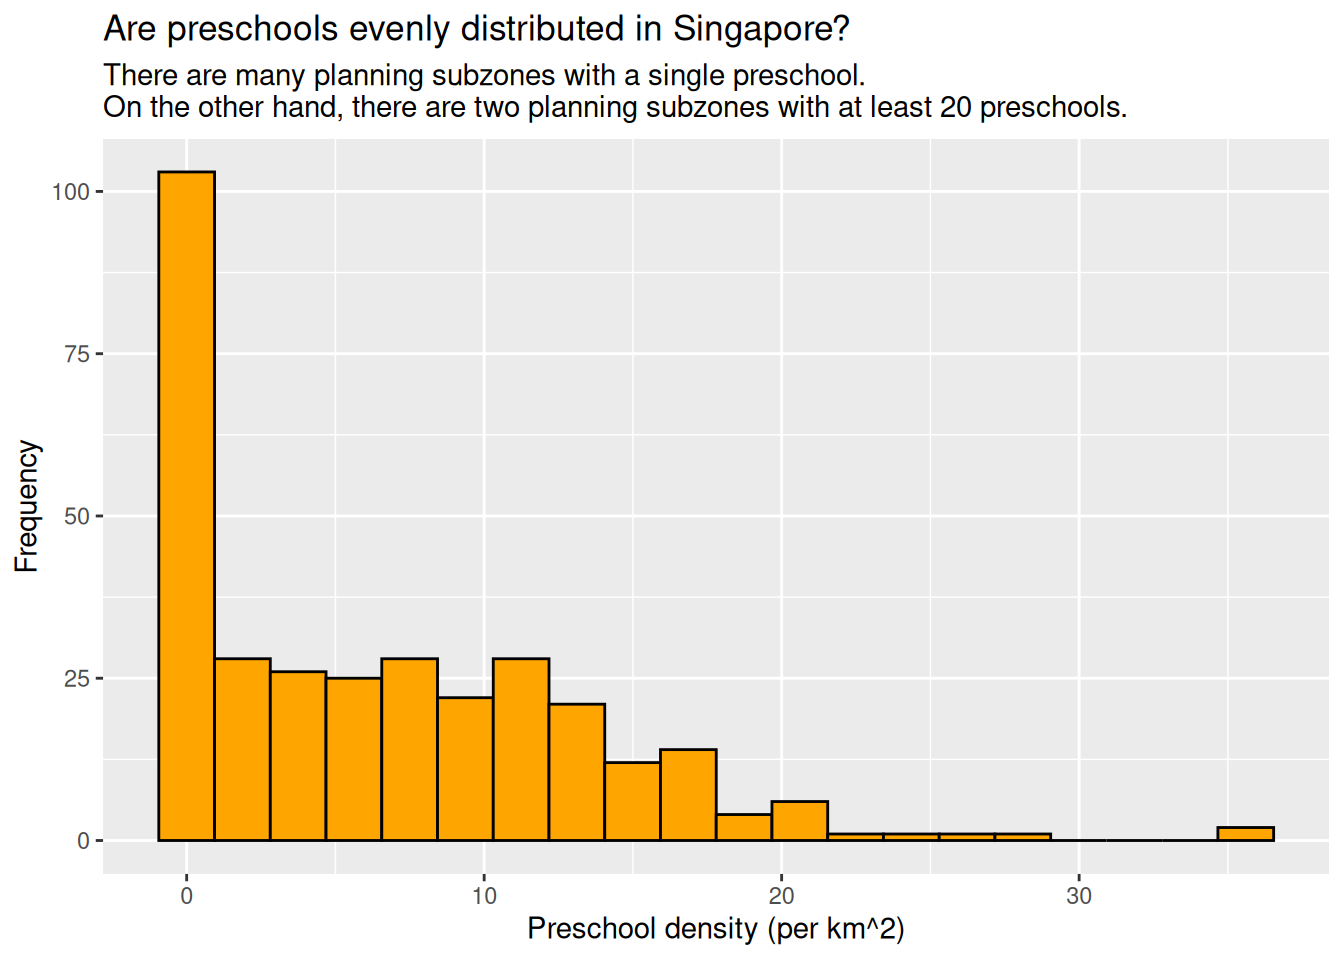 Are preschools evenly distributed in Singapore?
There are many planning subzones with a single preschool.
On the other hand, there are two planning subzones with at least 20 preschools.
100
75
50
25
0
Frequency
0 10 20 30
Preschool density (per km^2)